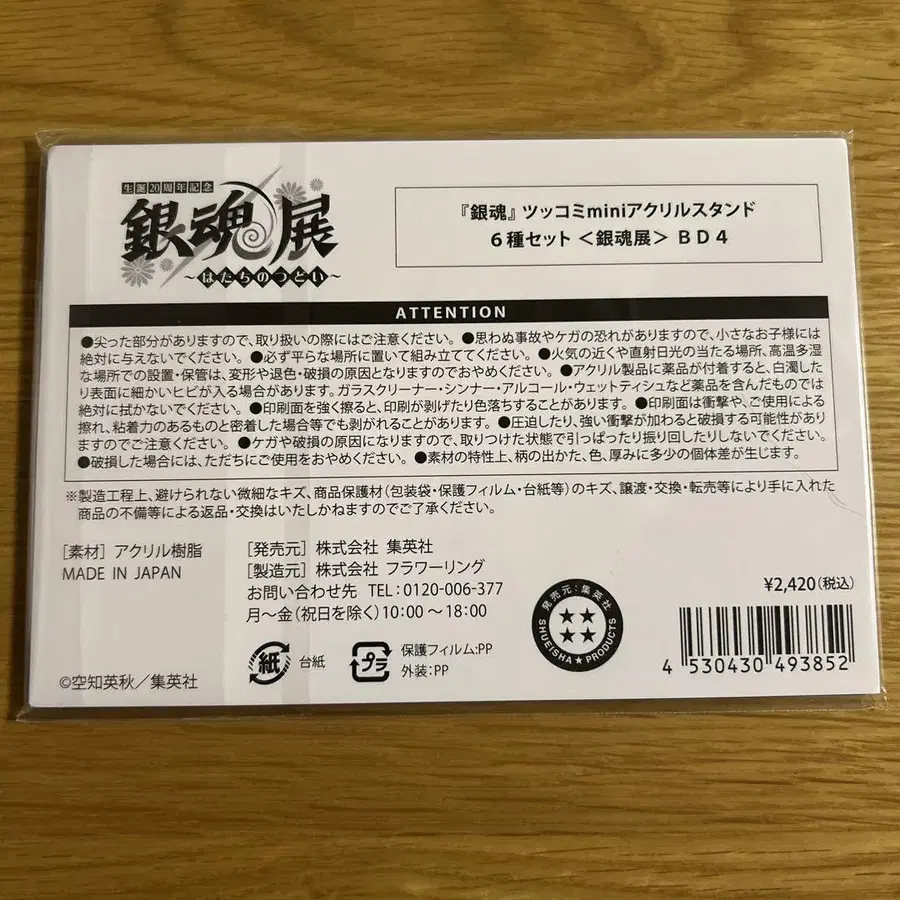 生誕20周年記念
銀魂展
～はたちのつどい～
『銀魂』ツッコミminiアクリルスタンド
6種セット＜銀魂展＞ＢＤ４
ATTENTION
●尖った部分がありますので、取り扱いの際にはご注意ください。●思わぬ事故やケガの恐れがありますので、小さなお子様には
絶対に与えないでください。●必ず平らな場所に置いて組み立ててください。●火気の近くや直射日光の当たる場所、高温多湿
な場所での設置・保管は、変形や退色・破損の原因となりますのでおやめください。●アクリル製品に薬品が付着すると、白濁した
り表面に細かいヒビが入る場合があります。ガラスクリーナー・シンナー・アルコール・ウェットティシュなど薬品を含んだものでは
絶対に拭かないでください。●印刷面を強く擦ると、印刷が剥げたり色落ちすることがあります。●印刷面は衝撃や、ご使用による
擦れ、粘着力のあるものと密着した場合等でも剥がれることがあります。●圧迫したり、強い衝撃が加わると破損する可能性があり
ますのでご注意ください。●ケガや破損の原因になりますので、取りつけた状態で引っぱったり振り回したりしないでください。
●破損した場合には、ただちにご使用をおやめください。●素材の特性上、柄の出かた、色、厚みに多少の個体差が生じます。
※製造工程上、避けられない微細なキズ、商品保護材（包装袋・保護フィルム・台紙等）のキズ、譲渡・交換・転売等により手に入れた
商品の不備等による返品・交換はいたしかねますのでご了承ください。
［素材］アクリル樹脂
MADE IN JAPAN
［発売元］株式会社 集英社
［製造元］株式会社 フラワーリング
お問い合わせ先 TEL：0120-006-377
月～金（祝日を除く）10：00～18：00
紙 台紙
プラ 保護フィルム:PP
外装:PP
発売元：集英社
SHUEISHA★PRODUCTS
¥2,420（税込）
4 530430 493852
©空知英秋／集英社